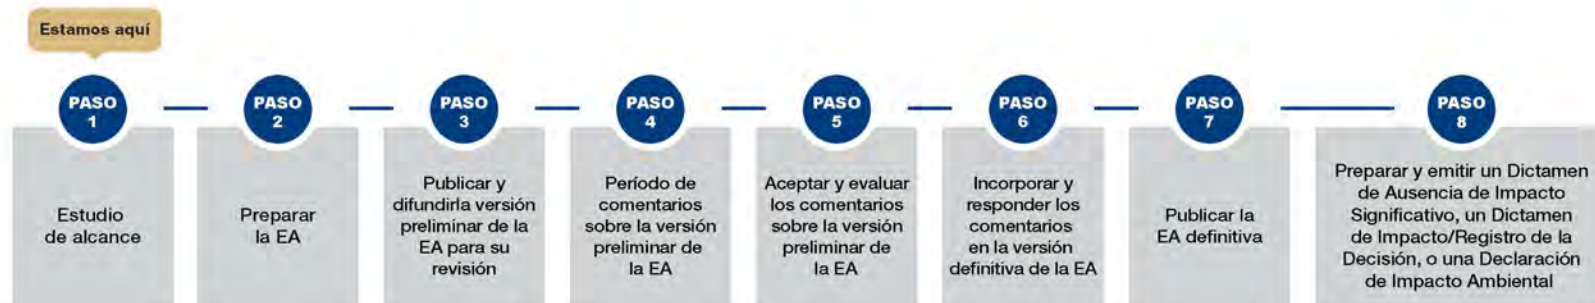 Estamos aquí
PASO
1
Estudio
de alcance
PASO
2
Preparar
la EA
PASO
3
Publicar y
difundirla versión
preliminar de la
EA para su
revisión
PASO
4
Período de
comentarios
sobre la versión
preliminar de
la EA
PASO
5
Aceptar y evaluar
los comentarios
sobre la versión
preliminar de
la EA
PASO
6
Incorporar y
responder los
comentarios
en la versión
definitiva de la EA
PASO
7
Publicar la
EA definitiva
PASO
8
Preparar y emitir un Dictamen
de Ausencia de Impacto
Significativo, un Dictamen
de Impacto/Registro de la
Decisión, o una Declaración
de Impacto Ambiental